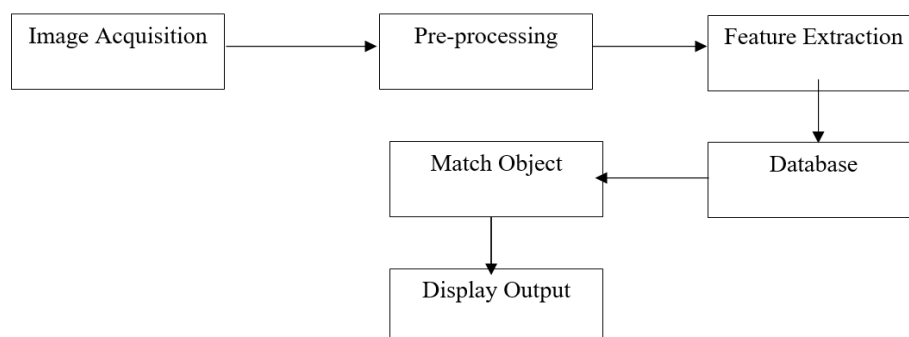 Image Acquisition
Pre-processing
Feature Extraction
Match Object
Database
Display Output